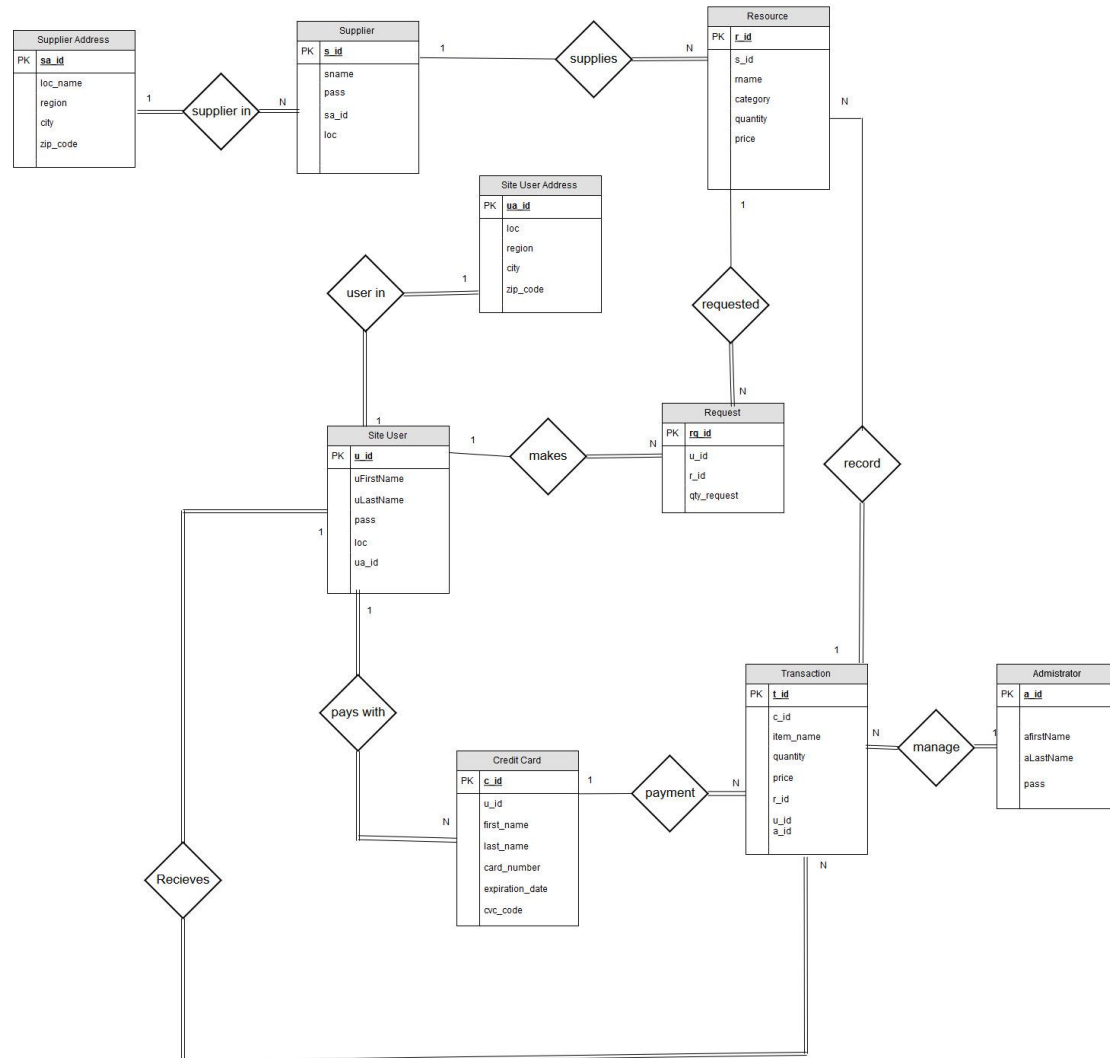 Supplier Address
PK sa_id
loc_name
region
city
zip_code
1
supplier in
N
Supplier
PK s_id
sname
pass
sa_id
loc
1
supplies
N
Resource
PK r_id
s_id
rname
category
quantity
price
N
1
Site User Address
PK ua_id
loc
region
city
zip_code
user in
1
1
requested
N
Request
PK rq_id
u_id
r_id
qty_request
Site User
PK u_id
uFirstName
uLastName
pass
loc
ua_id
1
makes
N
record
1
1
1
pays with
N
Credit Card
PK c_id
u_id
first_name
last_name
card_number
expiration_date
cvc_code
1
payment
N
Transaction
PK t_id
c_id
item_name
quantity
price
r_id
u_id
a_id
N
manage
1
Admistrator
PK a_id
afirstName
aLastName
pass
Recieves
N